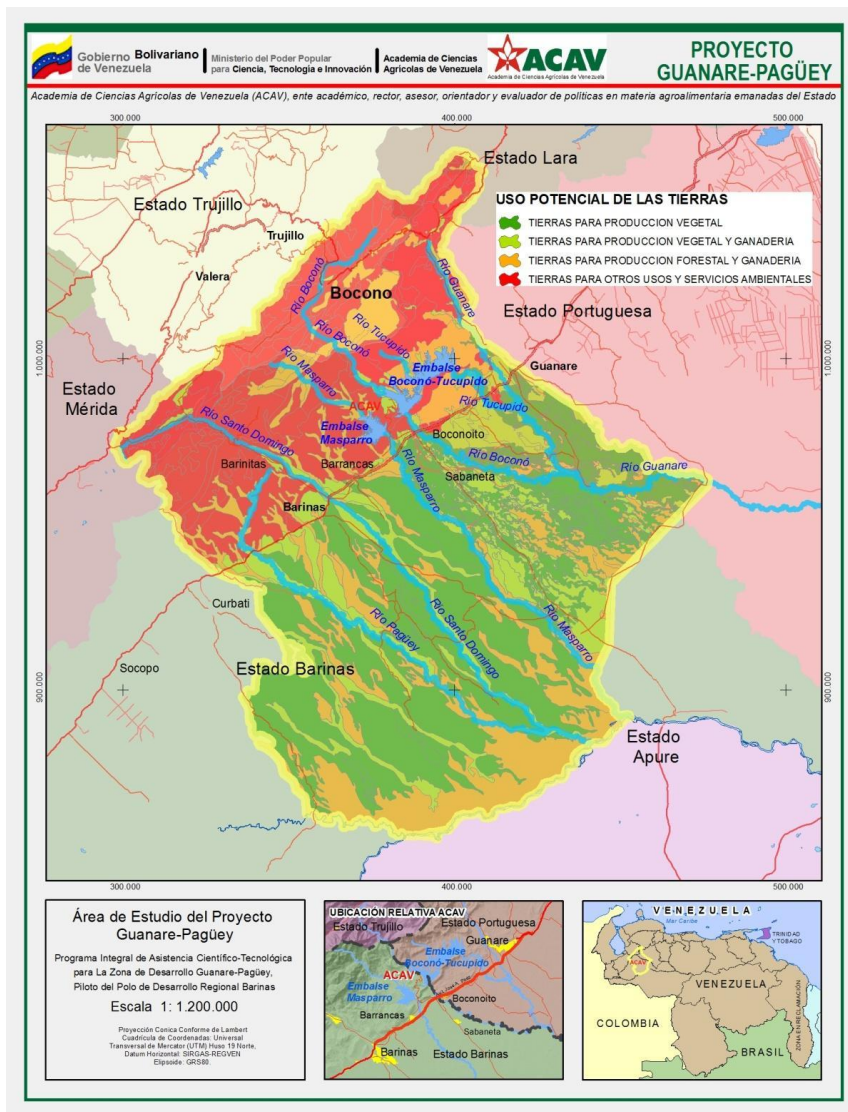 Gobierno Bolivariano
de Venezuela
Ministerio del Poder Popular
para Ciencia, Tecnología e Innovación
Academia de Ciencias
Agrícolas de Venezuela
ACAV
Academia de Ciencias Agrícolas de Venezuela
PROYECTO
GUANARE-PAGÜEY
Academia de Ciencias Agrícolas de Venezuela (ACAV), ente académico, rector, asesor, orientador y evaluador de políticas en materia agroalimentaria emanadas del Estado
300.000
400.000
500.000
Estado Lara
USO POTENCIAL DE LAS TIERRAS
TIERRAS PARA PRODUCCION VEGETAL
TIERRAS PARA PRODUCCION VEGETAL Y GANADERIA
TIERRAS PARA PRODUCCION FORESTAL Y GANADERIA
TIERRAS PARA OTROS USOS Y SERVICIOS AMBIENTALES
Estado Trujillo
Trujillo
Valera
Río Boconó
Bocono
Río Guanare
Estado Portuguesa
Río Boconó
Río Tucupido
1.000.000
1.000.000
Río Masparro
Embalse
Boconó-Tucupido
Guanare
Estado
Mérida
ACAV
Río Tucupido
Río Santo Domingo
Embalse
Masparro
Boconoito
Barinitas
Barrancas
Río Boconó
Río Guanare
Sabaneta
Barinas
Río Masparro
Curbati
Río Pagüey
Río Santo Domingo
Río Masparro
Socopo
Estado Barinas
900.000
900.000
Estado
Apure
300.000
400.000
500.000
Área de Estudio del Proyecto
Guanare-Pagüey
Programa Integral de Asistencia Científico-Tecnológica
para La Zona de Desarrollo Guanare-Pagüey,
Piloto del Polo de Desarrollo Regional Barinas
Escala 1: 1.200.000
Proyección Conica Conforme de Lambert
Cuadrícula de Coordenadas: Universal
Transversal de Mercator (UTM) Huso 19 Norte,
Datum Horizontal: SIRGAS-REGVEN
Elipsoide: GRS80.
UBICACIÓN RELATIVA ACAV
Estado Trujillo
Estado Portuguesa
Guanare
Embalse
Boconó-Tucupido
ACAV
Embalse
Masparro
Boconoito
Barrancas
Sabaneta
Barinas
Estado Barinas
VENEZUELA
Mar Caribe
TRINIDAD
Y TOBAGO
ACAV
VENEZUELA
COLOMBIA
ZONA EN RECLAMACIÓN
BRASIL